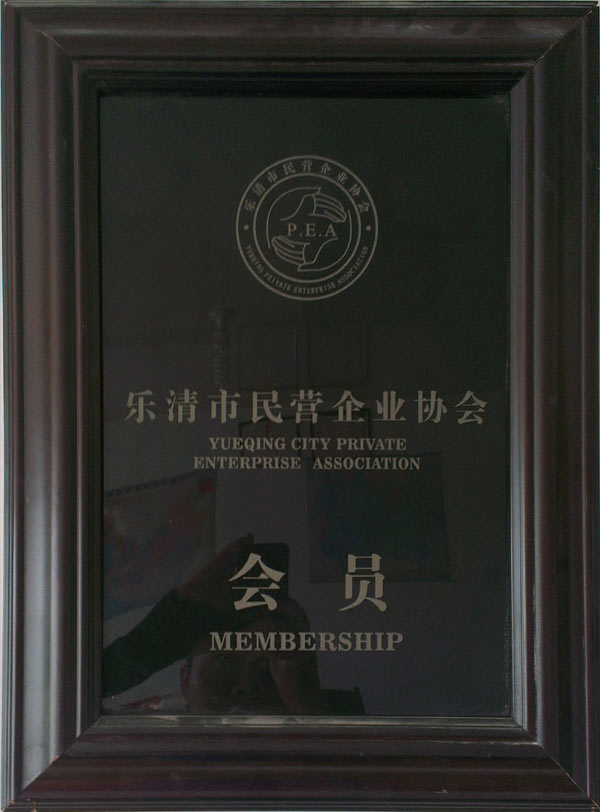 乐清市民营企业协会
P.E.A
YUEQING PRIVATE ENTERPRISE ASSOCIATION
乐清市民营企业协会
YUEQING CITY PRIVATE
ENTERPRISE ASSOCIATION
会员
MEMBERSHIP